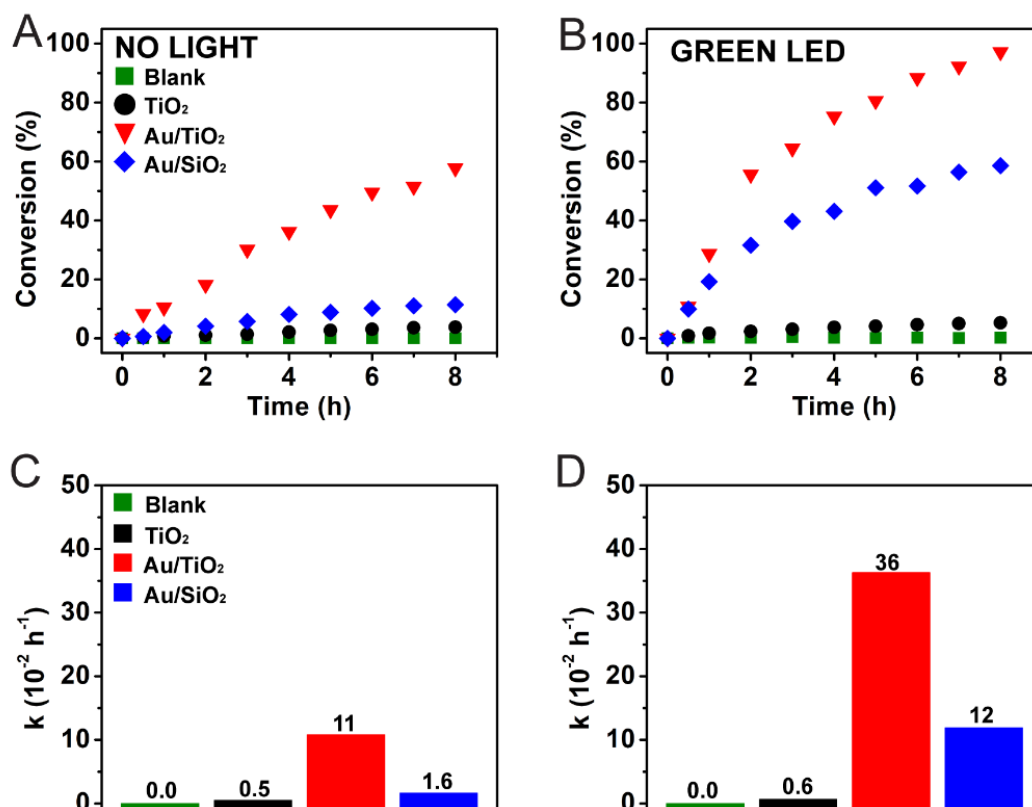 A
NO LIGHT
Blank
TiO₂
Au/TiO₂
Au/SiO₂
100
80
60
40
20
0
Conversion (%)
0 2 4 6 8
Time (h)
B
GREEN LED
100
80
60
40
20
0
Conversion (%)
0 2 4 6 8
Time (h)
C
Blank
TiO₂
Au/TiO₂
Au/SiO₂
50
40
30
20
10
0
k (10⁻² h⁻¹)
0.0 0.5 11 1.6
D
50
40
30
20
10
0
k (10⁻² h⁻¹)
0.0 0.6 36 12